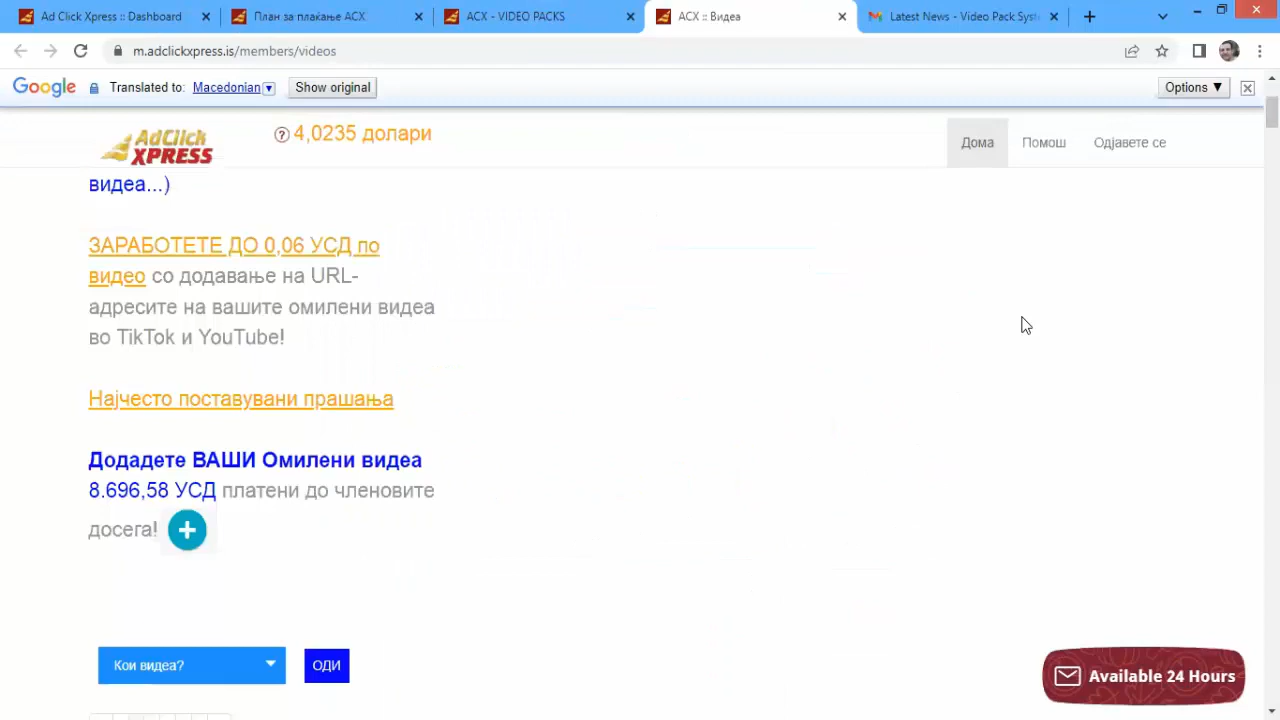 Ad Click Xpress :: Dashboard
План за плаќање ACX
ACX - VIDEO PACKS
ACX :: Видеа
Latest News - Video Pack Syst
m.adclickxpress.is/members/videos
Google Translated to: Macedonian Show original Options ▼
AdClick XPRESS
4,0235 долари
Дома Помош Одјавете се
видеа...)
ЗАРАБОТЕТЕ ДО 0,06 УСД по
видео со додавање на URL-
адресите на вашите омилени видеа
во TikTok и YouTube!
Најчесто поставувани прашања
Додадете ВАШИ Омилени видеа
8.696,58 УСД платени до членовите
досега!
Кои видеа? ОДИ
Available 24 Hours